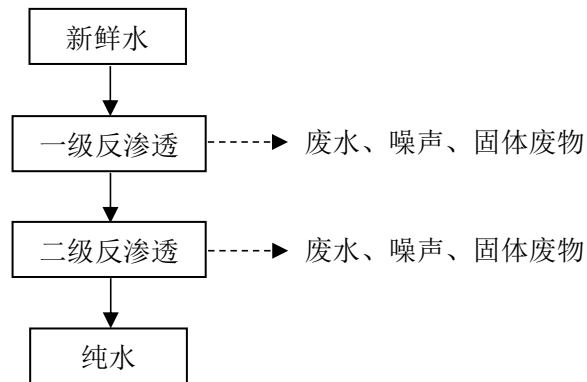 新鲜水
一级反渗透
废水、噪声、固体废物
二级反渗透
废水、噪声、固体废物
纯水